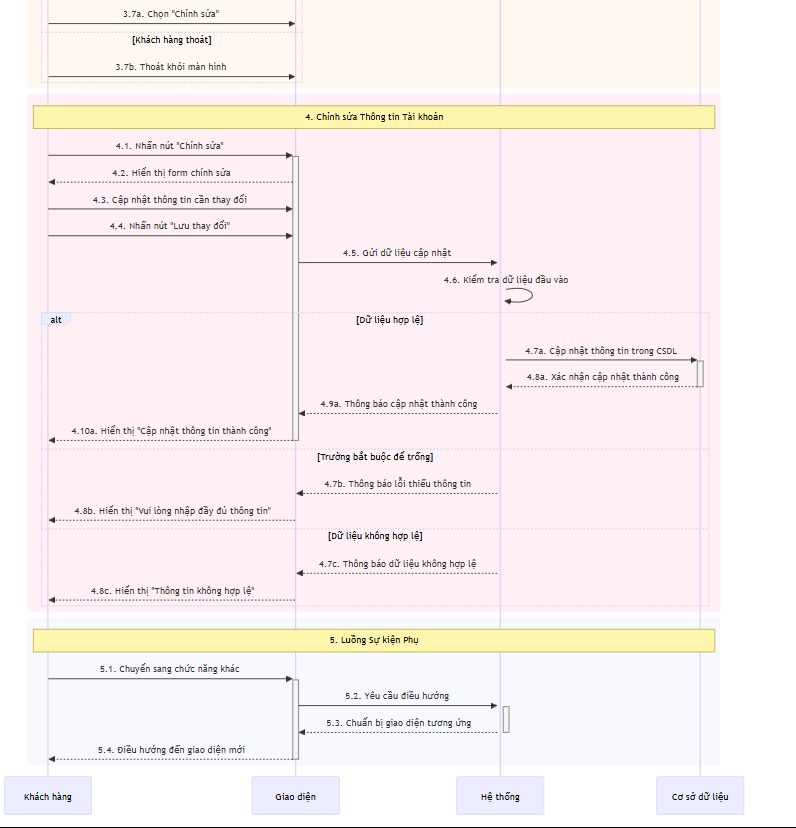 3.7a. Chọn "Chỉnh sửa"
[Khách hàng thoát]
3.7b. Thoát khỏi màn hình
4. Chỉnh sửa Thông tin Tài khoản
4.1. Nhấn nút "Chỉnh sửa"
4.2. Hiển thị form chỉnh sửa
4.3. Cập nhật thông tin cần thay đổi
4.4. Nhấn nút "Lưu thay đổi"
4.5. Gửi dữ liệu cập nhật
4.6. Kiểm tra dữ liệu đầu vào
alt
[Dữ liệu hợp lệ]
4.7a. Cập nhật thông tin trong CSDL
4.8a. Xác nhận cập nhật thành công
4.9a. Thông báo cập nhật thành công
4.10a. Hiển thị "Cập nhật thông tin thành công"
[Trường bắt buộc để trống]
4.7b. Thông báo lỗi thiếu thông tin
4.8b. Hiển thị "Vui lòng nhập đầy đủ thông tin"
[Dữ liệu không hợp lệ]
4.7c. Thông báo dữ liệu không hợp lệ
4.8c. Hiển thị "Thông tin không hợp lệ"
5. Luồng Sự kiện Phụ
5.1. Chuyển sang chức năng khác
5.2. Yêu cầu điều hướng
5.3. Chuẩn bị giao diện tương ứng
5.4. Điều hướng đến giao diện mới
Khách hàng
Giao diện
Hệ thống
Cơ sở dữ liệu